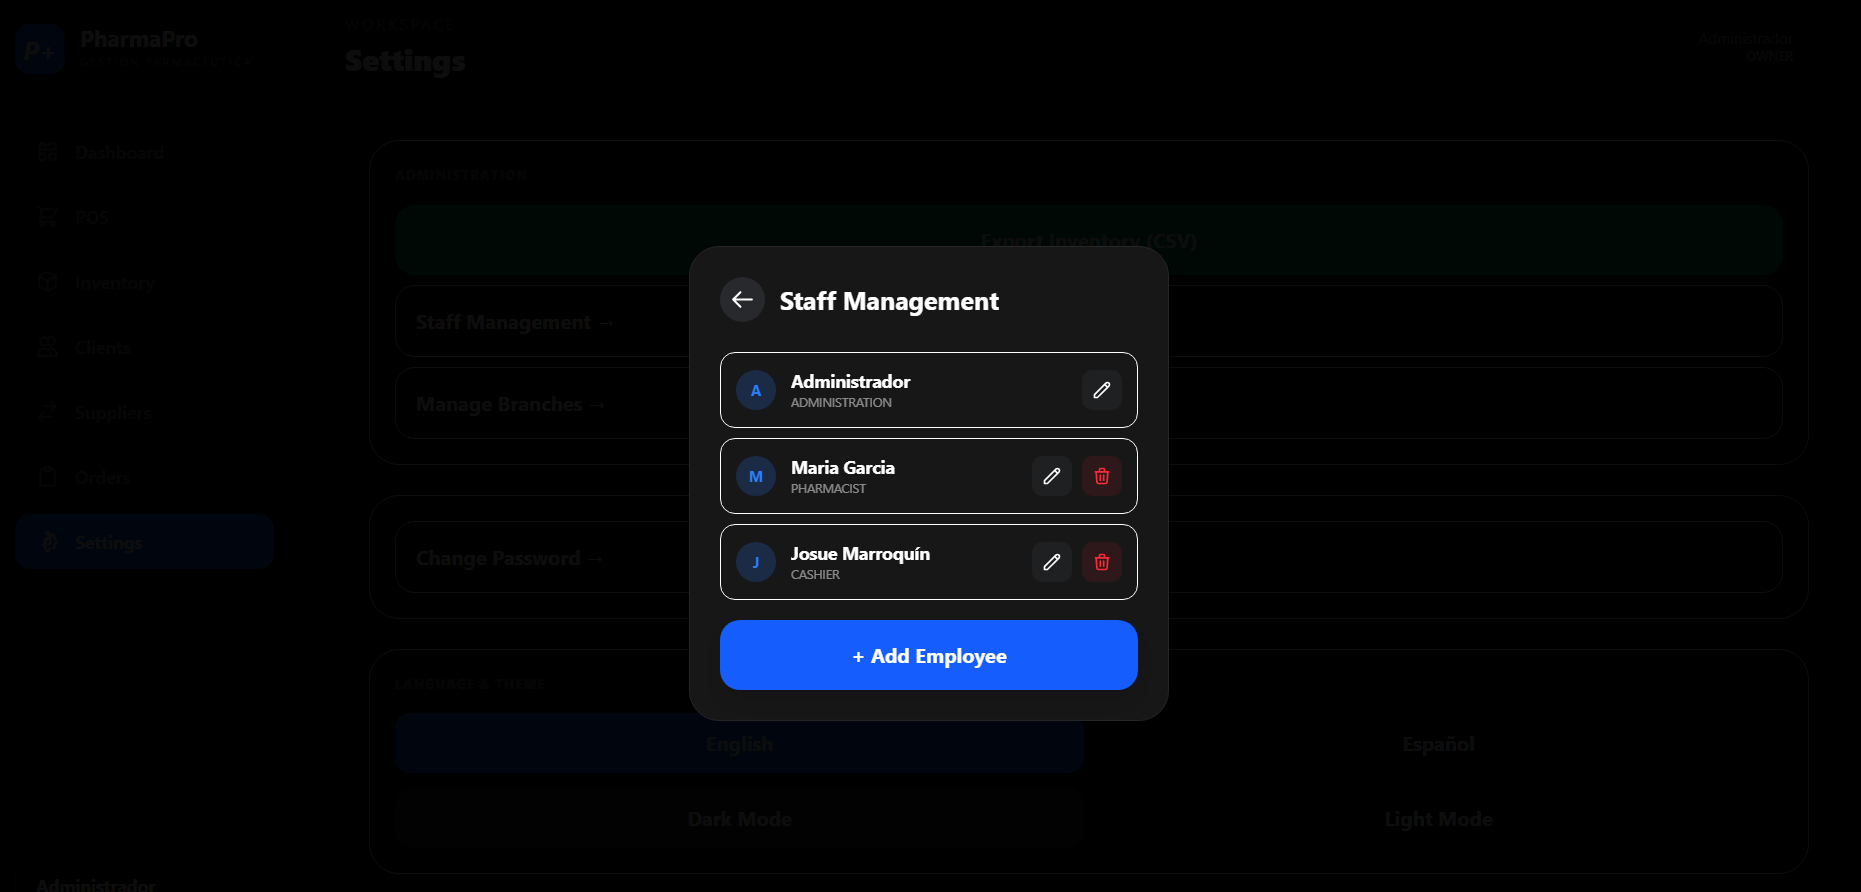 P+
PharmaPro
GESTIÓN FARMACÉUTICA
WORKSPACE
Settings
Administrador
OWNER
Dashboard
POS
Inventory
Clients
Suppliers
Orders
Settings
Administrador
ADMINISTRATION
Export Inventory (CSV)
Staff Management →
Manage Branches →
Change Password →
LANGUAGE & THEME
English
Español
Dark Mode
Light Mode
Staff Management
A
Administrador
ADMINISTRATION
M
Maria Garcia
PHARMACIST
J
Josue Marroquín
CASHIER
+ Add Employee